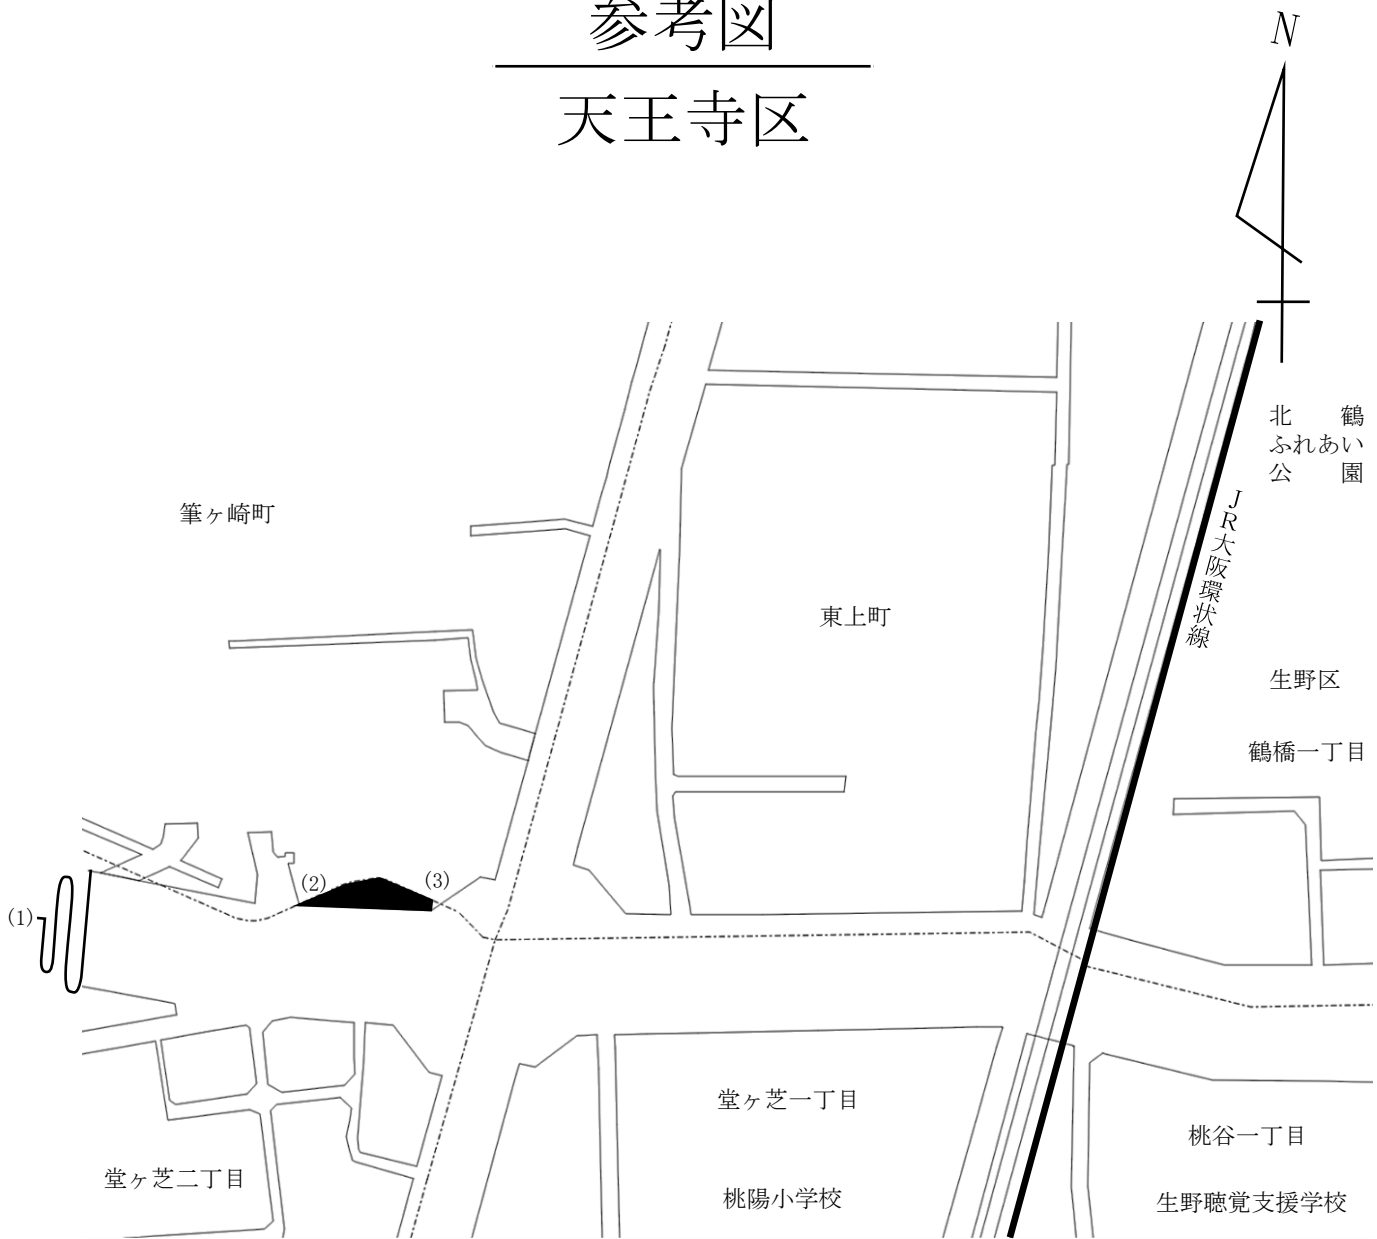 参考図
天王寺区
N
北　鶴
ふれあい
公　園
JR大阪環状線
筆ヶ崎町
東上町
生野区
鶴橋一丁目
(2)
(3)
(1)
堂ヶ芝一丁目
桃谷一丁目
堂ヶ芝二丁目
桃陽小学校
生野聴覚支援学校